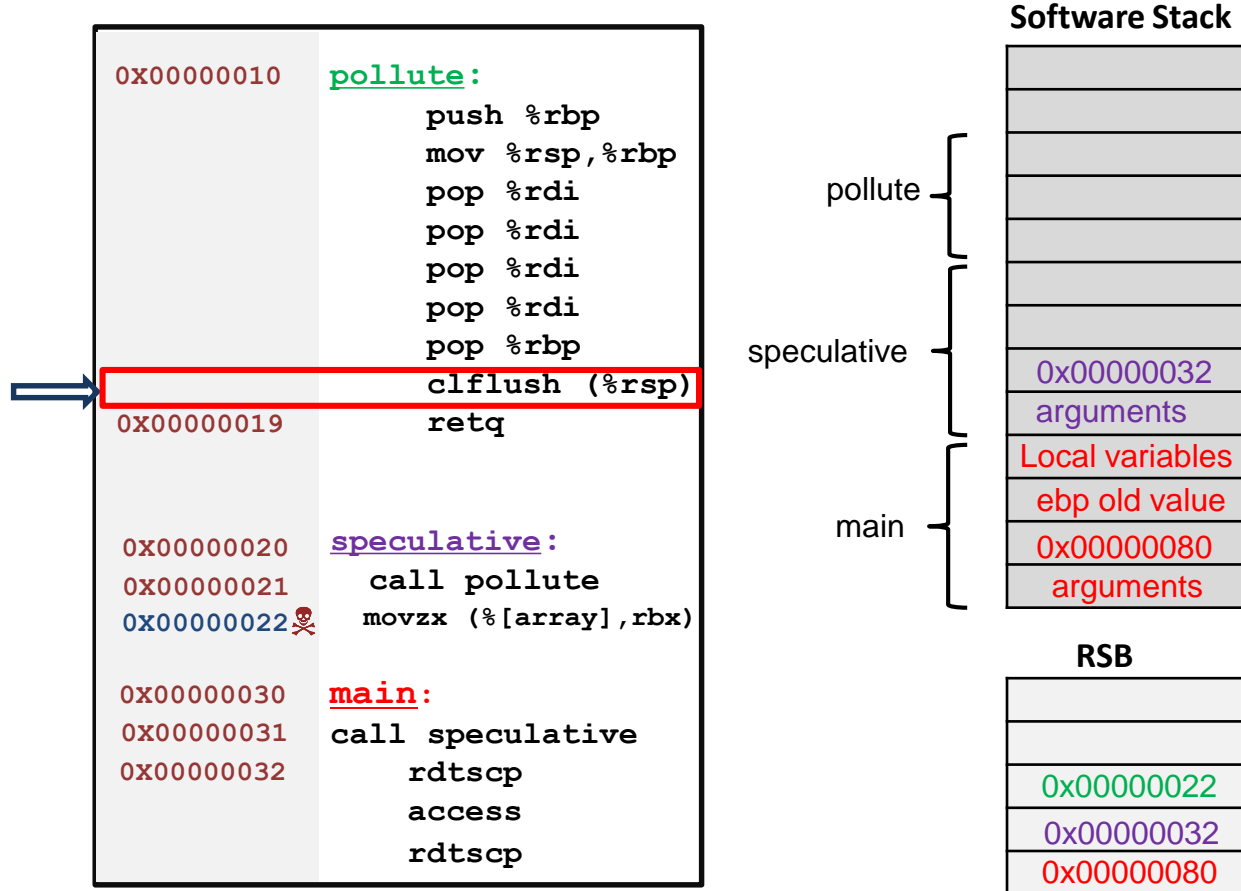 Software Stack
0X00000010 pollute:
push %rbp
mov %rsp,%rbp
pop %rdi
pop %rdi
pop %rdi
pop %rdi
pop %rbp
clflush (%rsp)
0X00000019 retq
0X00000020 speculative:
0X00000021 call pollute
0X00000022 movzx (%[array],rbx)
0X00000030 main:
0X00000031 call speculative
0X00000032 rdtscp
access
rdtscp
pollute
speculative
main
0x00000032
arguments
Local variables
ebp old value
0x00000080
arguments
RSB
0x00000022
0x00000032
0x00000080